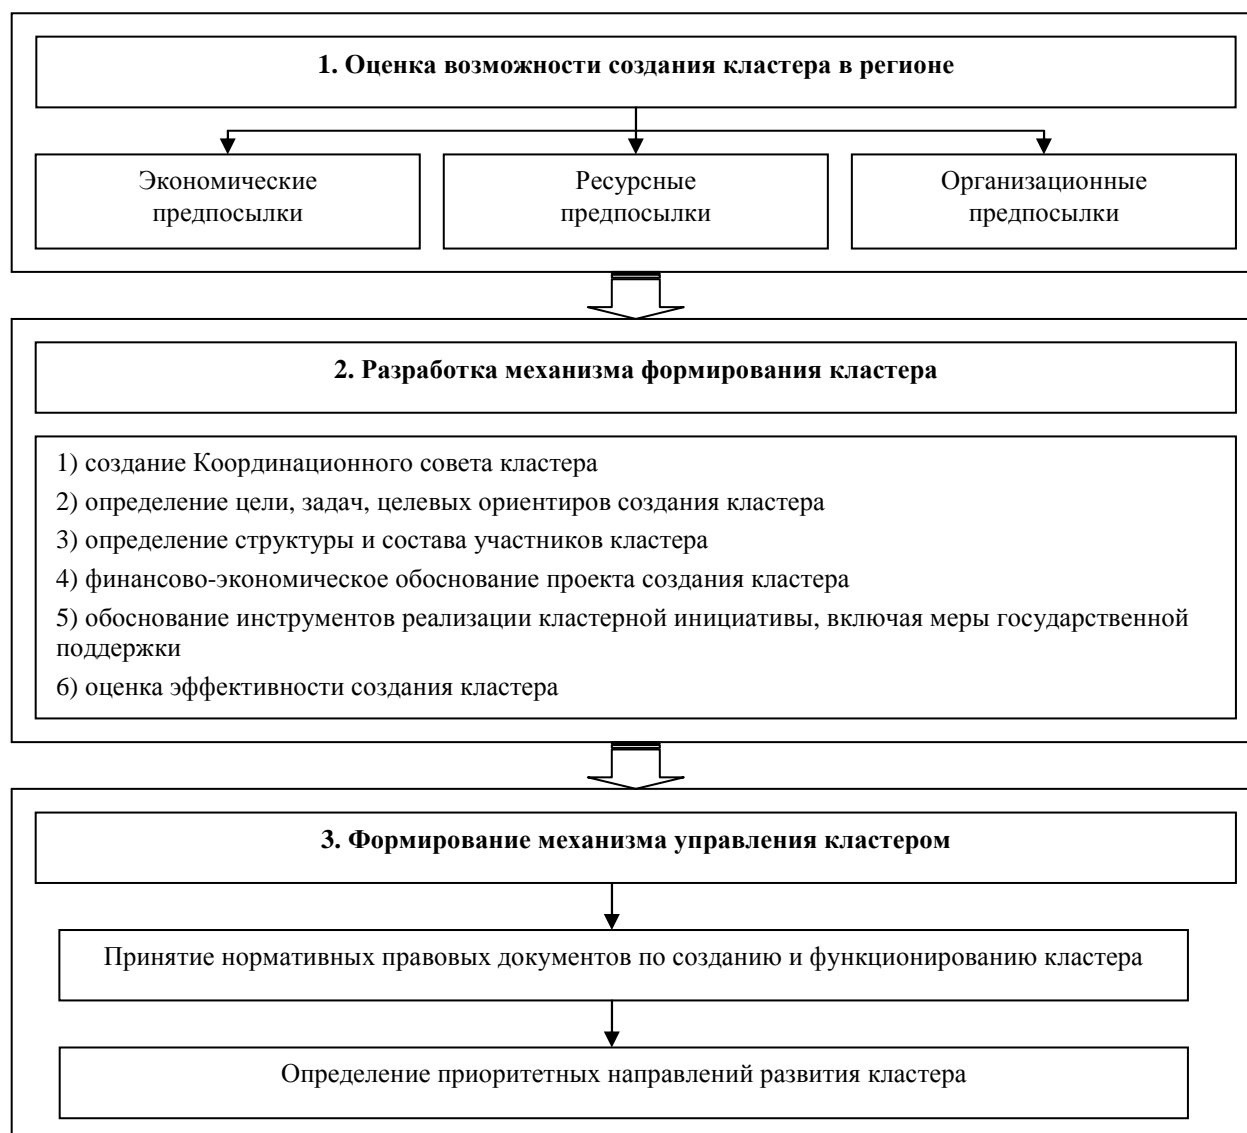 1. Оценка возможности создания кластера в регионе
Экономические
предпосылки
Ресурсные
предпосылки
Организационные
предпосылки
2. Разработка механизма формирования кластера
1) создание Координационного совета кластера
2) определение цели, задач, целевых ориентиров создания кластера
3) определение структуры и состава участников кластера
4) финансово-экономическое обоснование проекта создания кластера
5) обоснование инструментов реализации кластерной инициативы, включая меры государственной
поддержки
6) оценка эффективности создания кластера
3. Формирование механизма управления кластером
Принятие нормативных правовых документов по созданию и функционированию кластера
Определение приоритетных направлений развития кластера